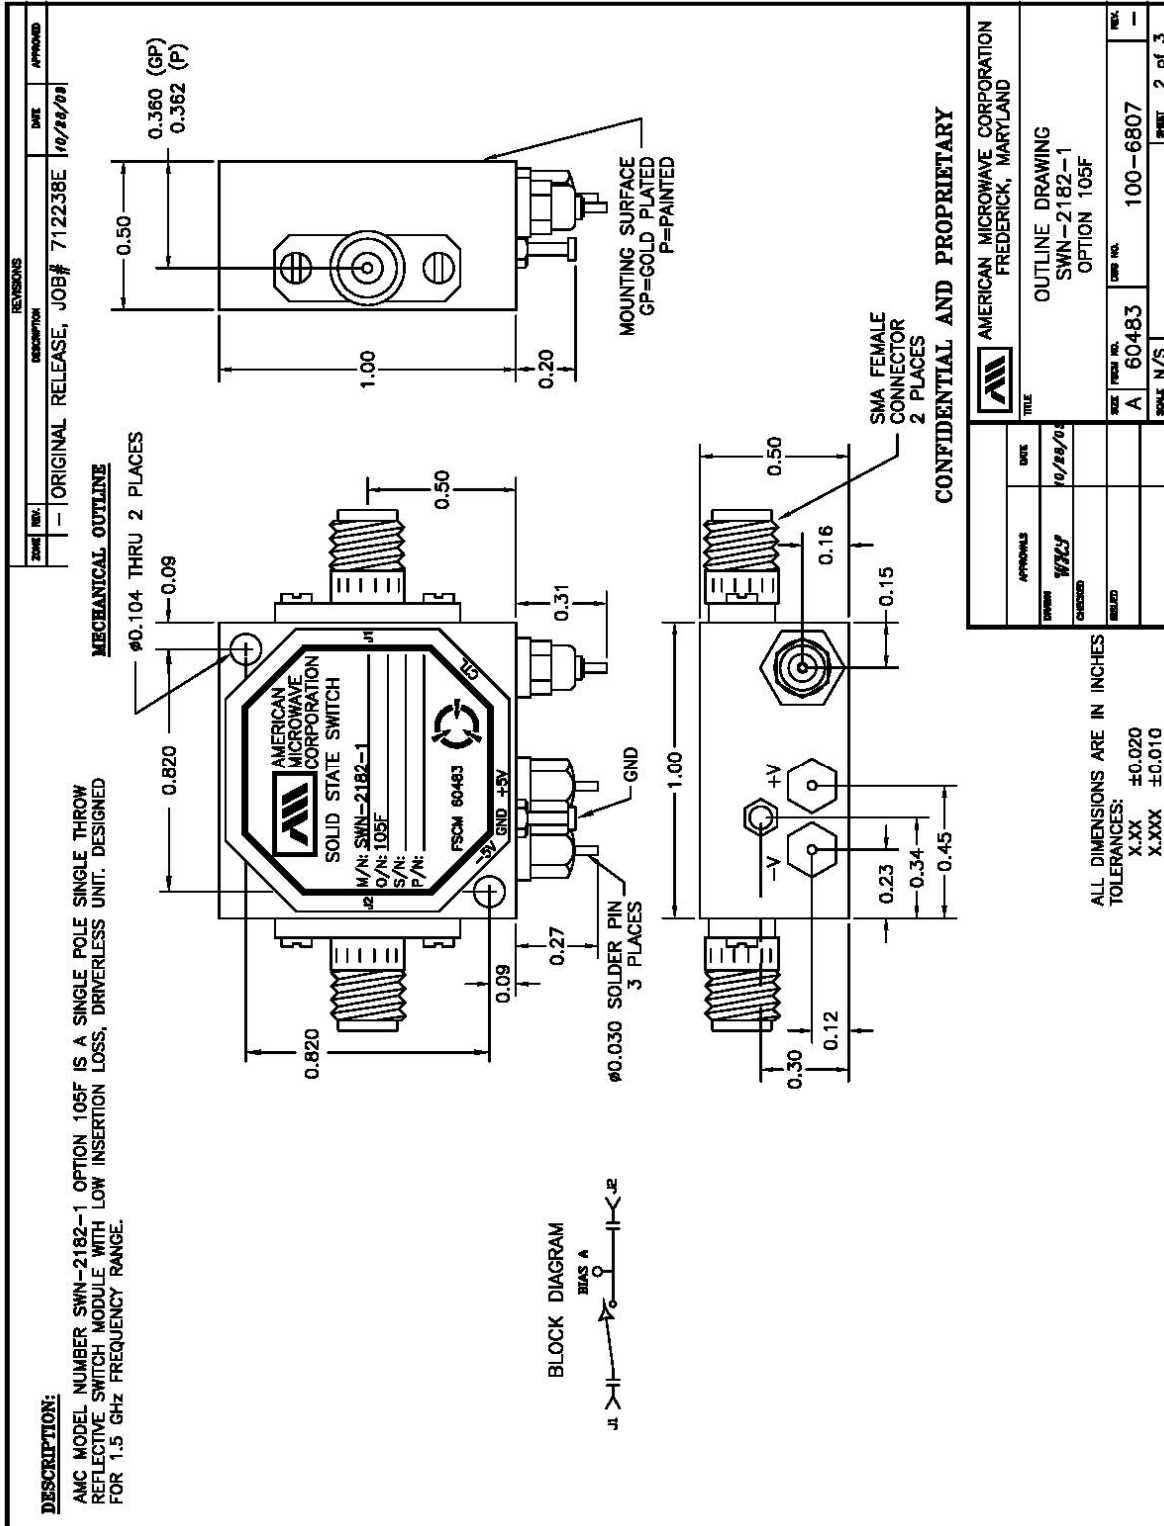 REVISIONS
ZONE REV. DESCRIPTION DATE APPROVED
— ORIGINAL RELEASE, JOB# 712238E 10/28/09
DESCRIPTION:
AMC MODEL NUMBER SWN-2182-1 OPTION 105F IS A SINGLE POLE SINGLE THROW
REFLECTIVE SWITCH MODULE WITH LOW INSERTION LOSS, DRIVERLESS UNIT. DESIGNED
FOR 1.5 GHz FREQUENCY RANGE.
MECHANICAL OUTLINE
ø0.104 THRU 2 PLACES
0.820
0.09
0.820
AMERICAN
MICROWAVE
CORPORATION
SOLID STATE SWITCH
M/N: SWN-2182-1
O/N: 105F
S/N:
P/N:
FSCM 60483
J2
J1
-5V
GND
+5V
CTL
0.50
0.09
0.27
0.31
GND
ø0.030 SOLDER PIN
3 PLACES
0.50
0.360 (GP)
0.362 (P)
1.00
0.20
MOUNTING SURFACE
GP=GOLD PLATED
P=PAINTED
BLOCK DIAGRAM
BIAS A
J1
J2
1.00
0.50
-V
+V
0.30
0.12
0.23
0.34
0.45
0.16
0.15
SMA FEMALE
CONNECTOR
2 PLACES
CONFIDENTIAL AND PROPRIETARY
ALL DIMENSIONS ARE IN INCHES
TOLERANCES:
X.XX ±0.020
X.XXX ±0.010
APPROVALS DATE
DRAWN 10/28/09
CHECKED
ISSUED
AMERICAN MICROWAVE CORPORATION
FREDERICK, MARYLAND
TITLE
OUTLINE DRAWING
SWN-2182-1
OPTION 105F
SIZE A
FSCM NO. 60483
DWG NO. 100-6807
REV. —
SCALE N/S
SHEET 2 of 3